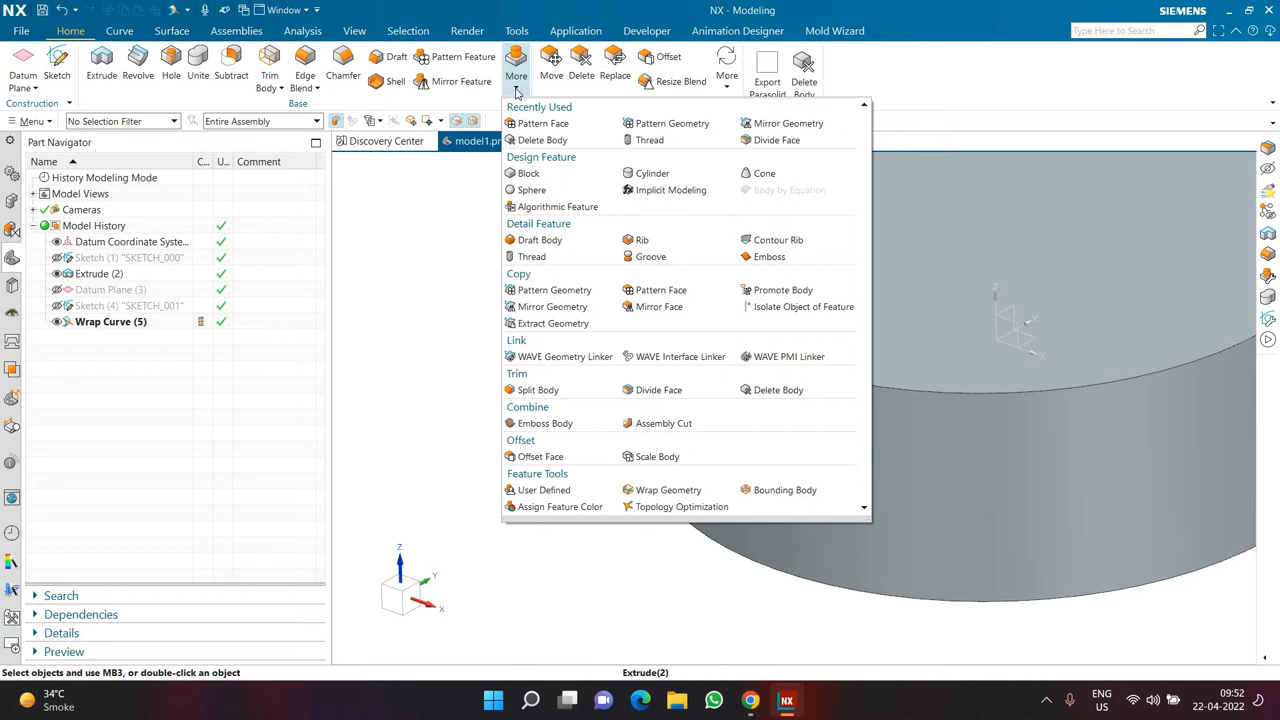 NX
Window
NX - Modeling
SIEMENS
File Home Curve Surface Assemblies Analysis View Selection Render Tools Application Developer Animation Designer Mold Wizard
Type here to search
Datum Plane
Sketch
Extrude
Revolve
Hole
Unite
Subtract
Trim Body
Edge Blend
Chamfer
Draft
Shell
Pattern Feature
Mirror Feature
More
Move
Delete
Replace
Offset
Resize Blend
More
Export Parasolid
Delete Body
Construction
Base
Menu
No Selection Filter
Entire Assembly
Part Navigator
Discovery Center
model1.pr
Name
C...
U...
Comment
History Modeling Mode
Model Views
Cameras
Model History
Datum Coordinate Syste...
Sketch (1) "SKETCH_000"
Extrude (2)
Datum Plane (3)
Sketch (4) "SKETCH_001"
Wrap Curve (5)
Recently Used
Pattern Face Pattern Geometry Mirror Geometry
Delete Body Thread Divide Face
Design Feature
Block Cylinder Cone
Sphere Implicit Modeling Body by Equation
Algorithmic Feature
Detail Feature
Draft Body Rib Contour Rib
Thread Groove Emboss
Copy
Pattern Geometry Pattern Face Promote Body
Mirror Geometry Mirror Face Isolate Object of Feature
Extract Geometry
Link
WAVE Geometry Linker WAVE Interface Linker WAVE PMI Linker
Trim
Split Body Divide Face Delete Body
Combine
Emboss Body Assembly Cut
Offset
Offset Face Scale Body
Feature Tools
User Defined Wrap Geometry Bounding Body
Assign Feature Color Topology Optimization
Z
Y
X
Z
Y
X
Search
Dependencies
Details
Preview
Select objects and use MB3, or double-click an object
Extrude(2)
34°C
Smoke
NX
ENG
US
09:52
22-04-2022